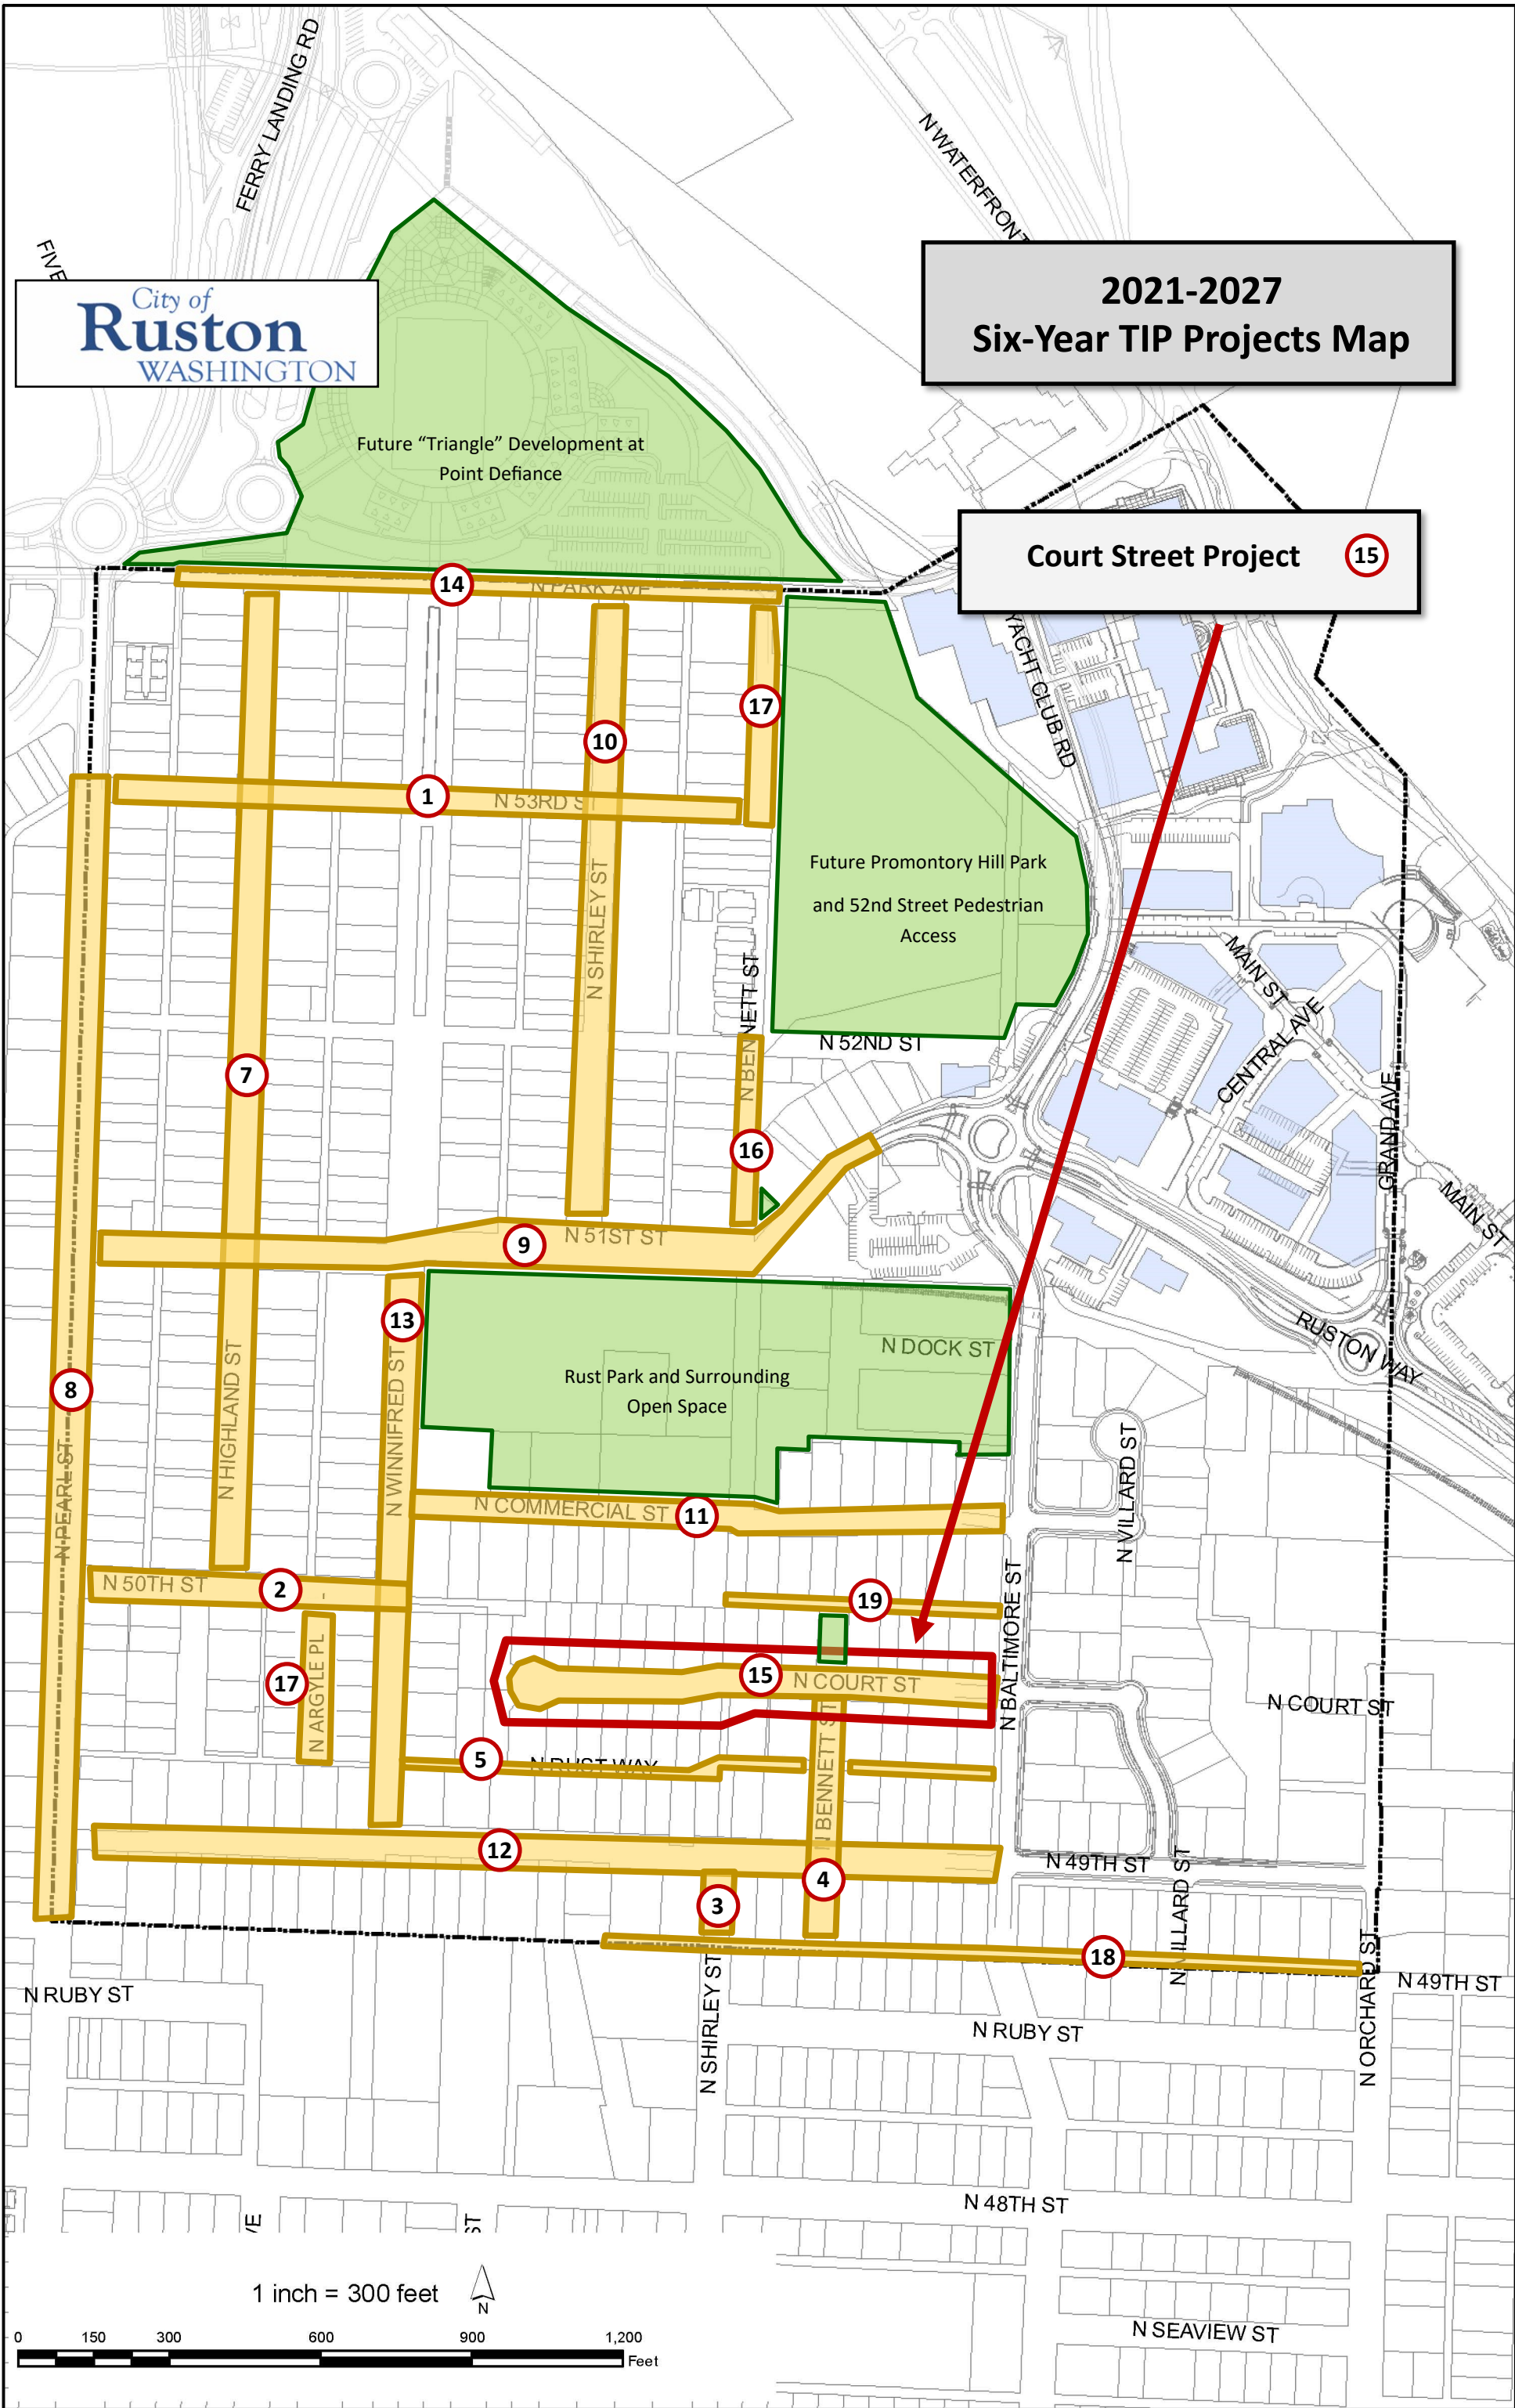 FERRY LANDING RD
N WATERFRONT
FIVE
City of
Ruston
WASHINGTON
2021-2027
Six-Year TIP Projects Map
Future “Triangle” Development at
Point Defiance
Court Street Project 15
14
N PARK AVE
YACHT CLUB RD
17
10
1
N 53RD ST
Future Promontory Hill Park
and 52nd Street Pedestrian
Access
N SHIRLEY ST
MAIN ST
N BENNETT ST
CENTRAL AVE
N 52ND ST
7
GRAND AVE
16
MAIN ST
9
N 51ST ST
13
RUSTON WAY
N DOCK ST
Rust Park and Surrounding
Open Space
8
N HIGHLAND ST
N WINNIFRED ST
N PEARL ST
N VILLARD ST
N COMMERCIAL ST
11
N 50TH ST
2
19
N BALTIMORE ST
17
N ARGYLE PL
15
N COURT ST
N COURT ST
5
N RUST WAY
N BENNETT ST
12
N 49TH ST
4
3
N VILLARD ST
18
N ORCHARD ST
N 49TH ST
N RUBY ST
N SHIRLEY ST
N RUBY ST
N 48TH ST
VE
ST
1 inch = 300 feet
N
N SEAVIEW ST
0 150 300 600 900 1,200
Feet